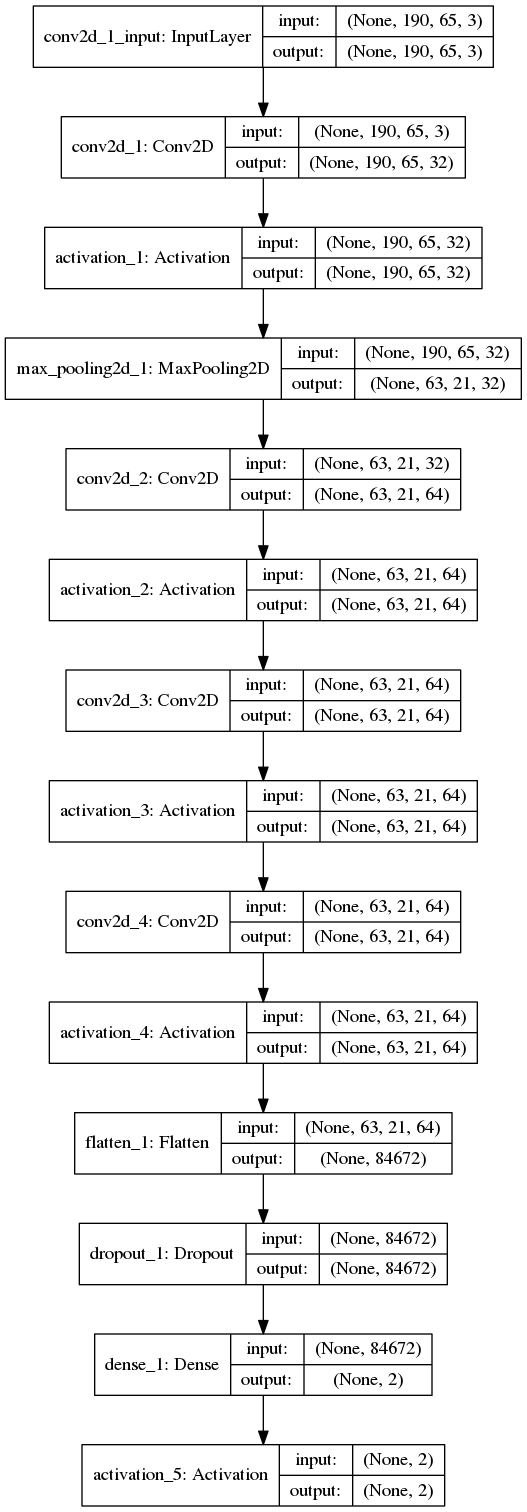 conv2d_1_input: InputLayer
input: (None, 190, 65, 3)
output: (None, 190, 65, 3)
conv2d_1: Conv2D
input: (None, 190, 65, 3)
output: (None, 190, 65, 32)
activation_1: Activation
input: (None, 190, 65, 32)
output: (None, 190, 65, 32)
max_pooling2d_1: MaxPooling2D
input: (None, 190, 65, 32)
output: (None, 63, 21, 32)
conv2d_2: Conv2D
input: (None, 63, 21, 32)
output: (None, 63, 21, 64)
activation_2: Activation
input: (None, 63, 21, 64)
output: (None, 63, 21, 64)
conv2d_3: Conv2D
input: (None, 63, 21, 64)
output: (None, 63, 21, 64)
activation_3: Activation
input: (None, 63, 21, 64)
output: (None, 63, 21, 64)
conv2d_4: Conv2D
input: (None, 63, 21, 64)
output: (None, 63, 21, 64)
activation_4: Activation
input: (None, 63, 21, 64)
output: (None, 63, 21, 64)
flatten_1: Flatten
input: (None, 63, 21, 64)
output: (None, 84672)
dropout_1: Dropout
input: (None, 84672)
output: (None, 84672)
dense_1: Dense
input: (None, 84672)
output: (None, 2)
activation_5: Activation
input: (None, 2)
output: (None, 2)